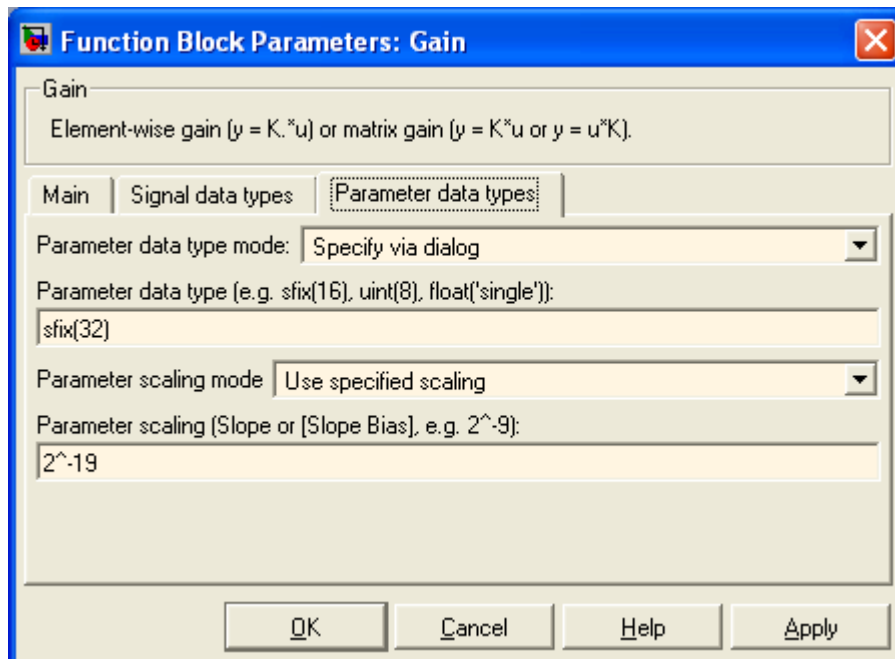 Function Block Parameters: Gain
Gain
Element-wise gain (y = K.*u) or matrix gain (y = K*u or y = u*K).
Main Signal data types Parameter data types
Parameter data type mode: Specify via dialog
Parameter data type (e.g. sfix(16), uint(8), float('single')):
sfix(32)
Parameter scaling mode Use specified scaling
Parameter scaling (Slope or [Slope Bias], e.g. 2^-9):
2^-19
OK Cancel Help Apply